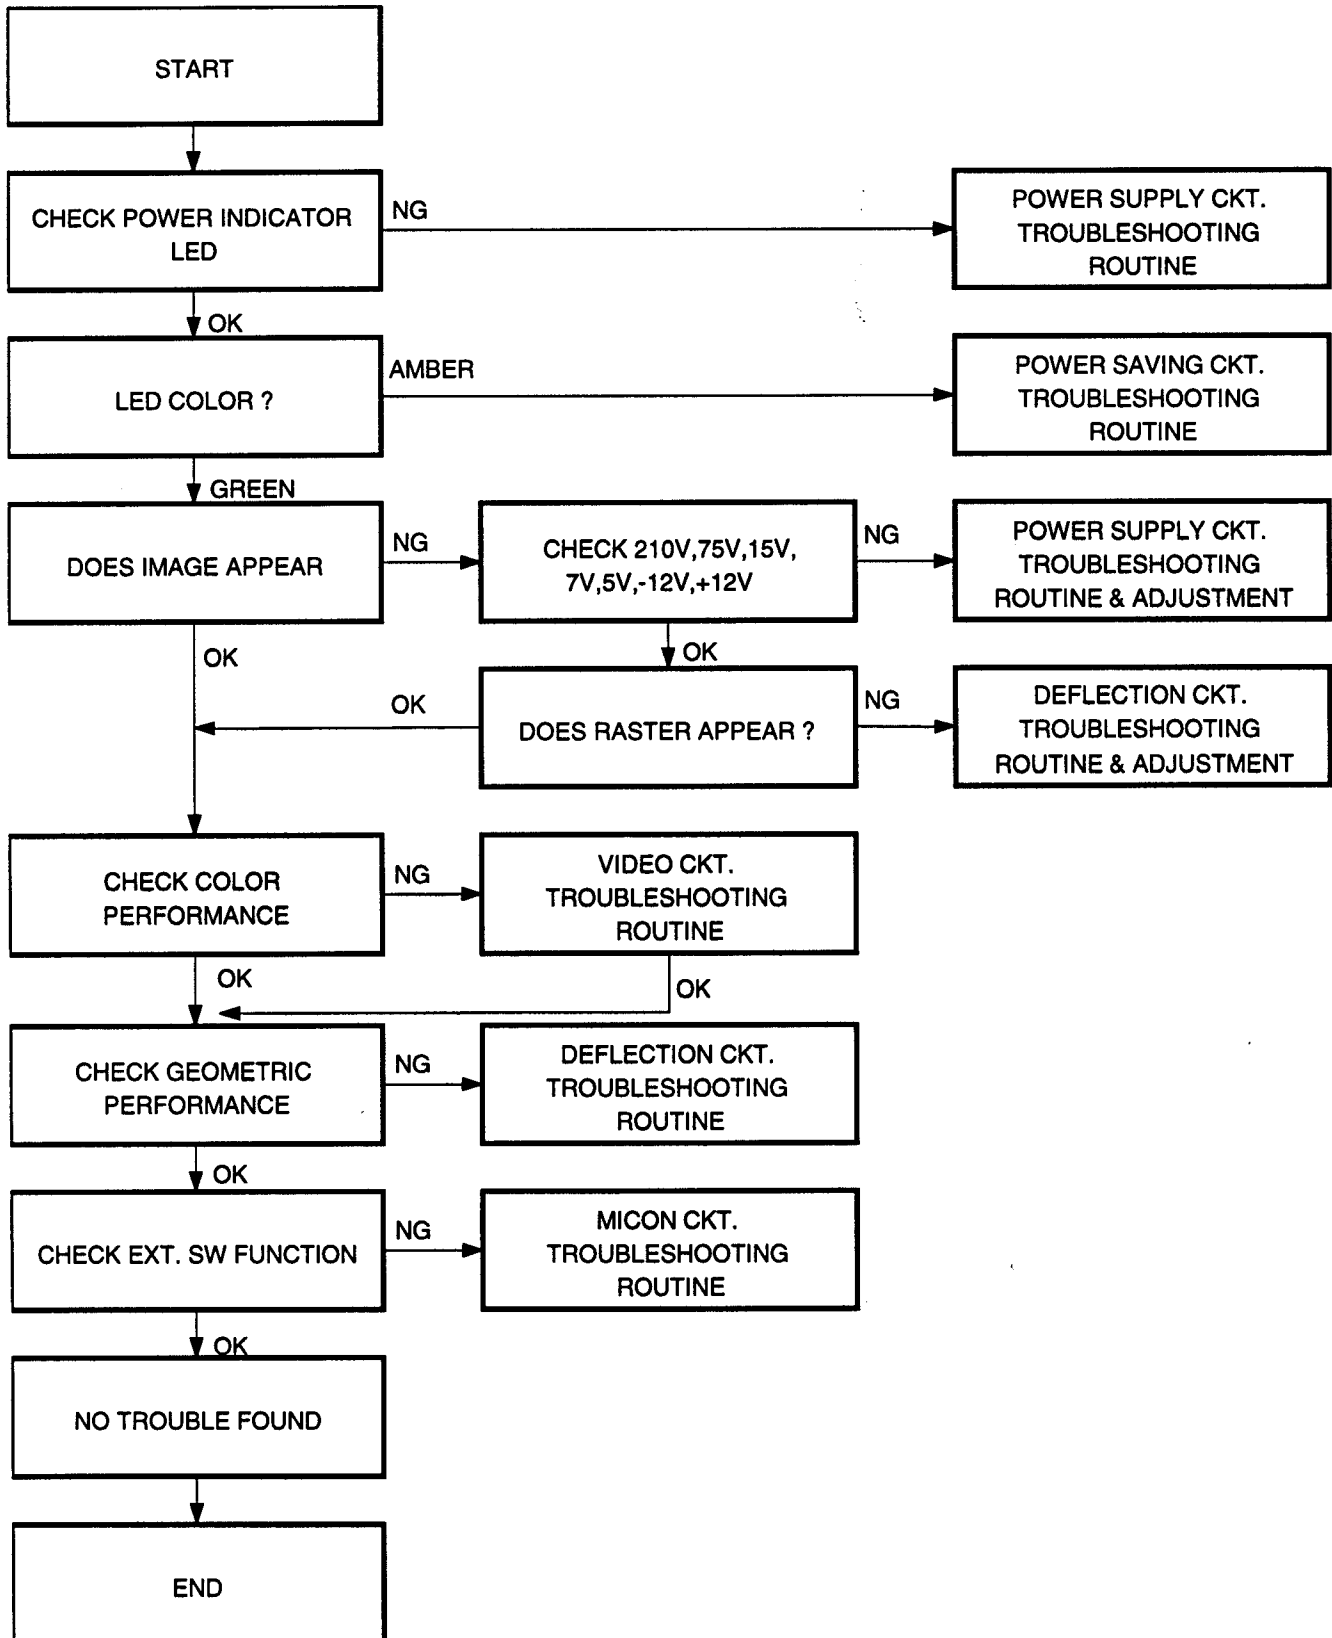 START
CHECK POWER INDICATOR
LED
NG
POWER SUPPLY CKT.
TROUBLESHOOTING
ROUTINE
OK
LED COLOR ?
AMBER
POWER SAVING CKT.
TROUBLESHOOTING
ROUTINE
GREEN
DOES IMAGE APPEAR
NG
CHECK 210V,75V,15V,
7V,5V,-12V,+12V
NG
POWER SUPPLY CKT.
TROUBLESHOOTING
ROUTINE & ADJUSTMENT
OK
OK
OK
DOES RASTER APPEAR ?
NG
DEFLECTION CKT.
TROUBLESHOOTING
ROUTINE & ADJUSTMENT
CHECK COLOR
PERFORMANCE
NG
VIDEO CKT.
TROUBLESHOOTING
ROUTINE
OK
OK
CHECK GEOMETRIC
PERFORMANCE
NG
DEFLECTION CKT.
TROUBLESHOOTING
ROUTINE
OK
CHECK EXT. SW FUNCTION
NG
MICON CKT.
TROUBLESHOOTING
ROUTINE
OK
NO TROUBLE FOUND
END